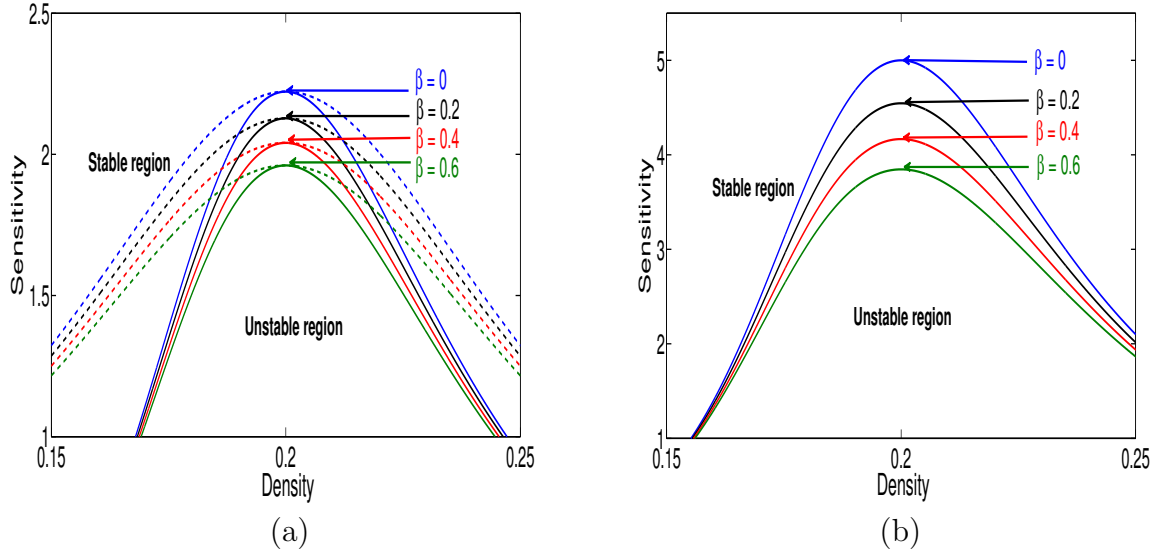 2.5
2
1.5
1
0.15
0.2
0.25
Sensitivity
Density
Stable region
Unstable region
β = 0
β = 0.2
β = 0.4
β = 0.6
(a)
5
4
3
2
1
0.15
0.2
0.25
Sensitivity
Density
Stable region
Unstable region
β = 0
β = 0.2
β = 0.4
β = 0.6
(b)